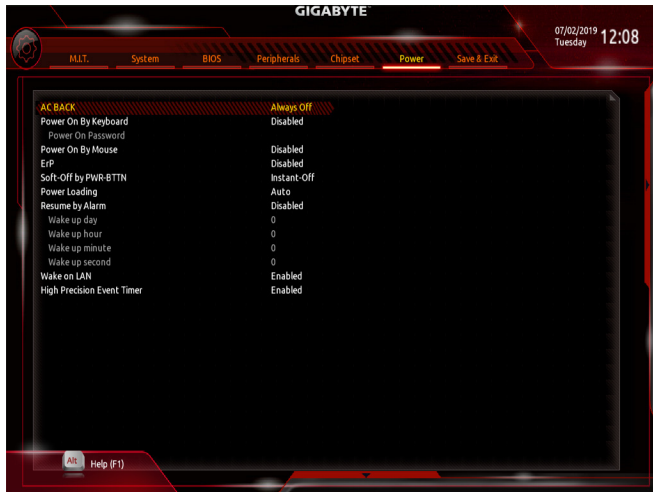 GIGABYTE
07/02/2019 12:08
Tuesday
M.I.T. System BIOS Peripherals Chipset Power Save & Exit
AC BACK Always Off
Power On By Keyboard Disabled
Power On Password
Power On By Mouse Disabled
ErP Disabled
Soft-Off by PWR-BTTN Instant-Off
Power Loading Auto
Resume by Alarm Disabled
Wake up day 0
Wake up hour 0
Wake up minute 0
Wake up second 0
Wake on LAN Enabled
High Precision Event Timer Enabled
Alt Help (F1)